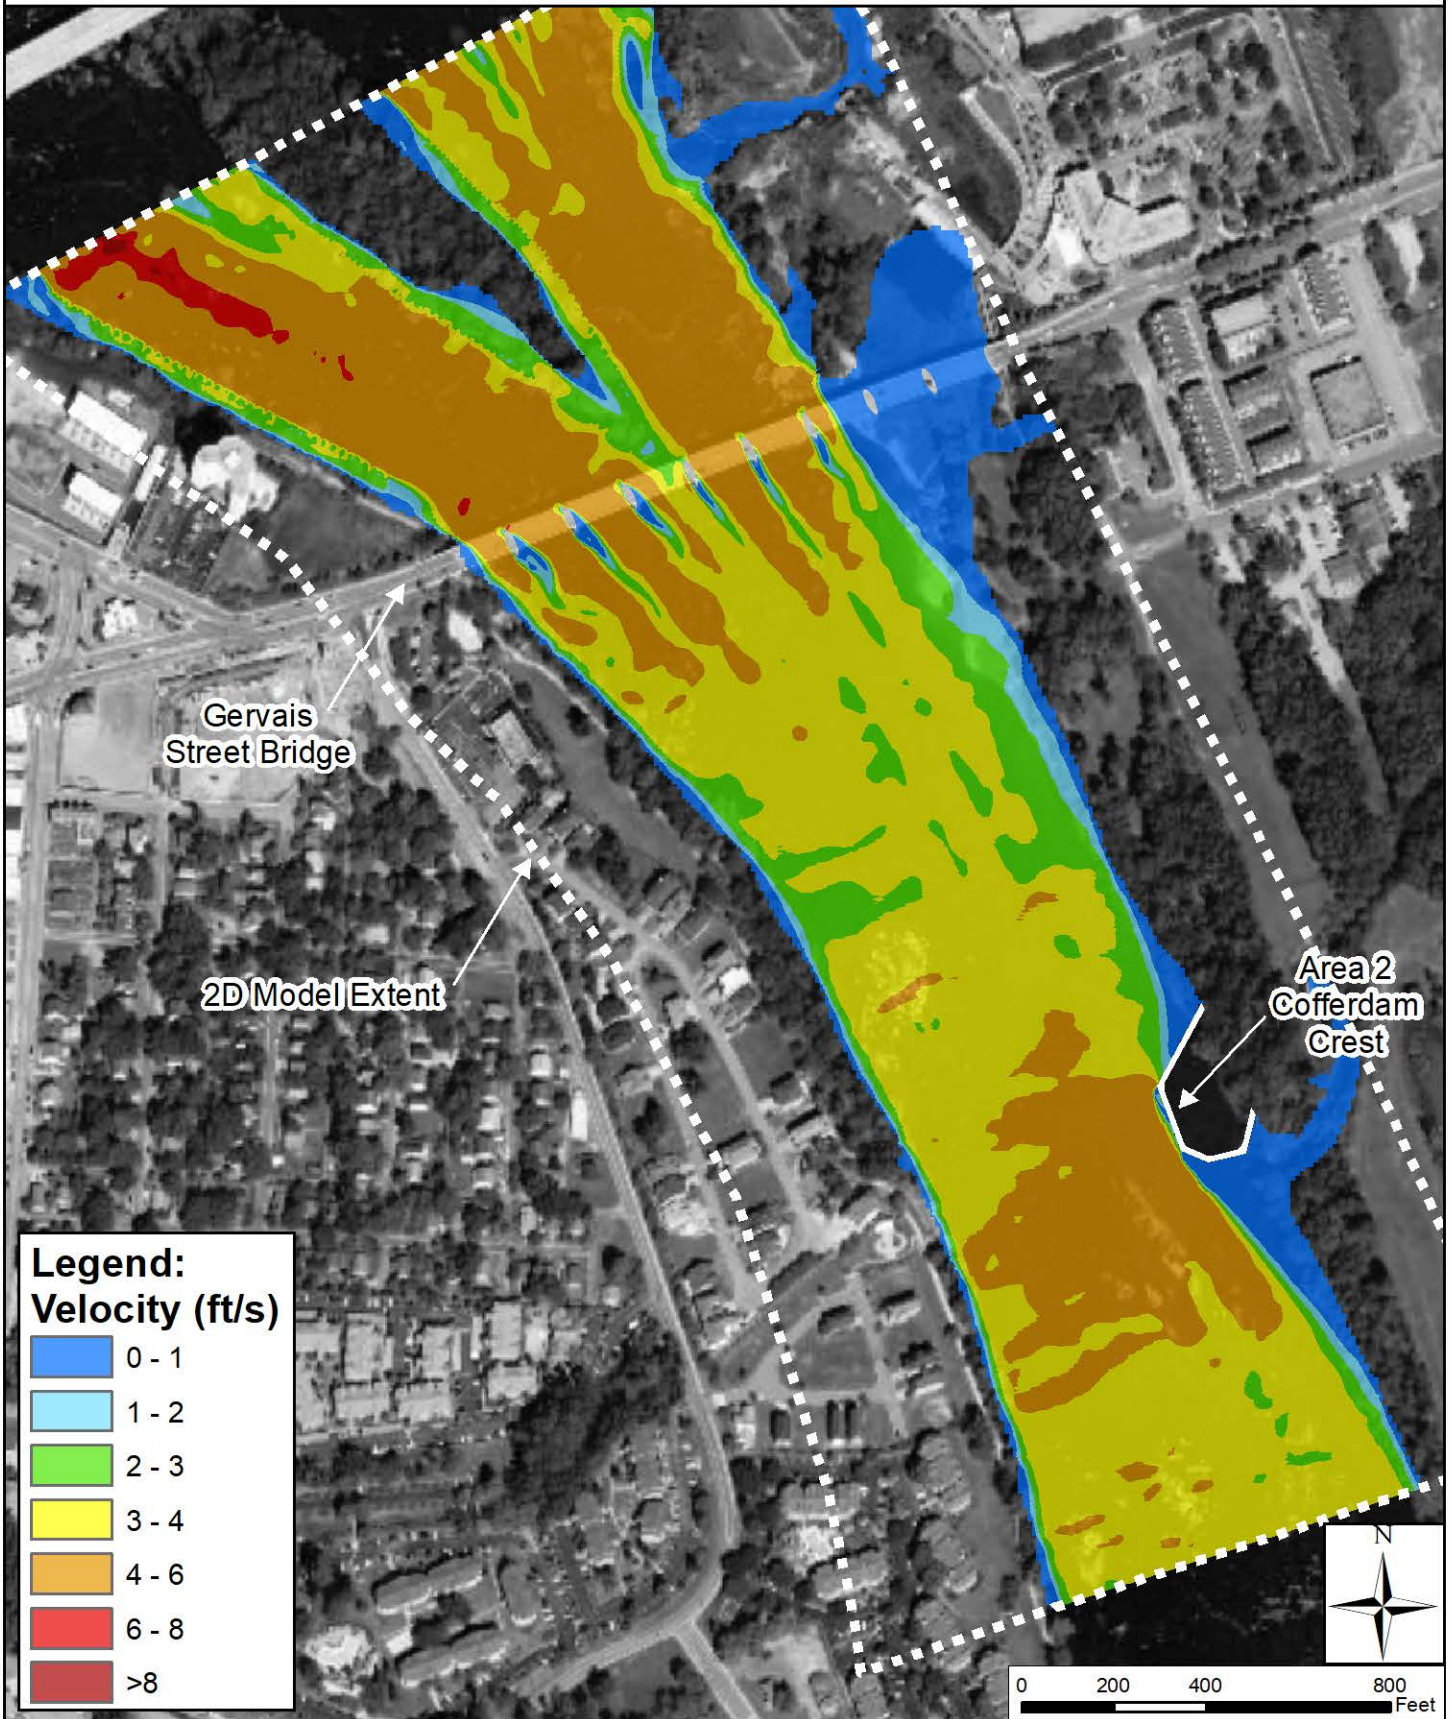 Gervais
Street Bridge
2D Model Extent
Area 2
Cofferdam
Crest
Legend:
Velocity (ft/s)
0 - 1
1 - 2
2 - 3
3 - 4
4 - 6
6 - 8
>8
N
0 200 400 800
Feet